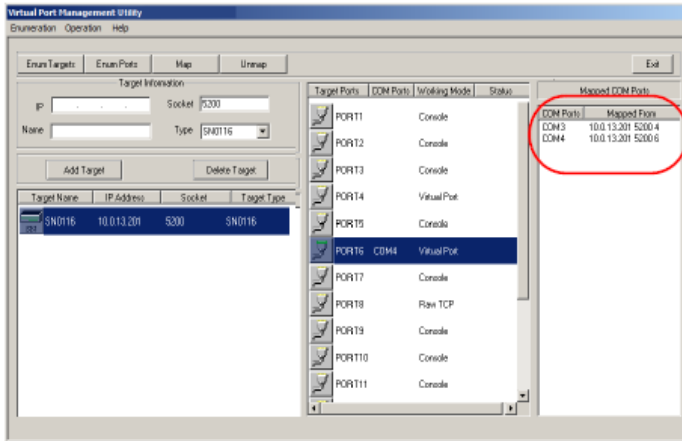 Virtual Port Management Utility
Enumeration Operation Help
Enum Targets Enum Ports Map Unmap Exit
Target Information
IP . . . Socket 5200
Name Type SN0116
Add Target Delete Target
Target Name IP Address Socket Target Type
SN0116 10.0.13.201 5200 SN0116
Target Ports COM Ports Working Mode Status
PORT1 Console
PORT2 Console
PORT3 Console
PORT4 Virtual Port
PORT5 Console
PORT6 COM4 Virtual Port
PORT7 Console
PORT8 Raw TCP
PORT9 Console
PORT10 Console
PORT11 Console
Mapped COM Ports
COM Ports Mapped From
COM3 10.0.13.201 5200 4
COM4 10.0.13.201 5200 6